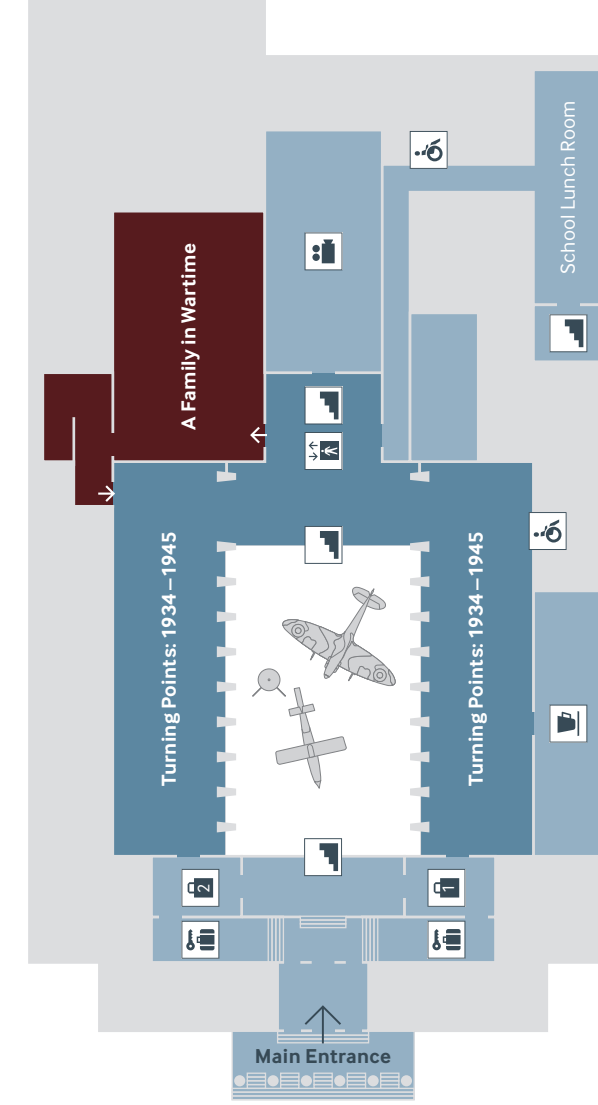 School Lunch Room
A Family in Wartime
Turning Points: 1934–1945
Turning Points: 1934–1945
2
1
Main Entrance